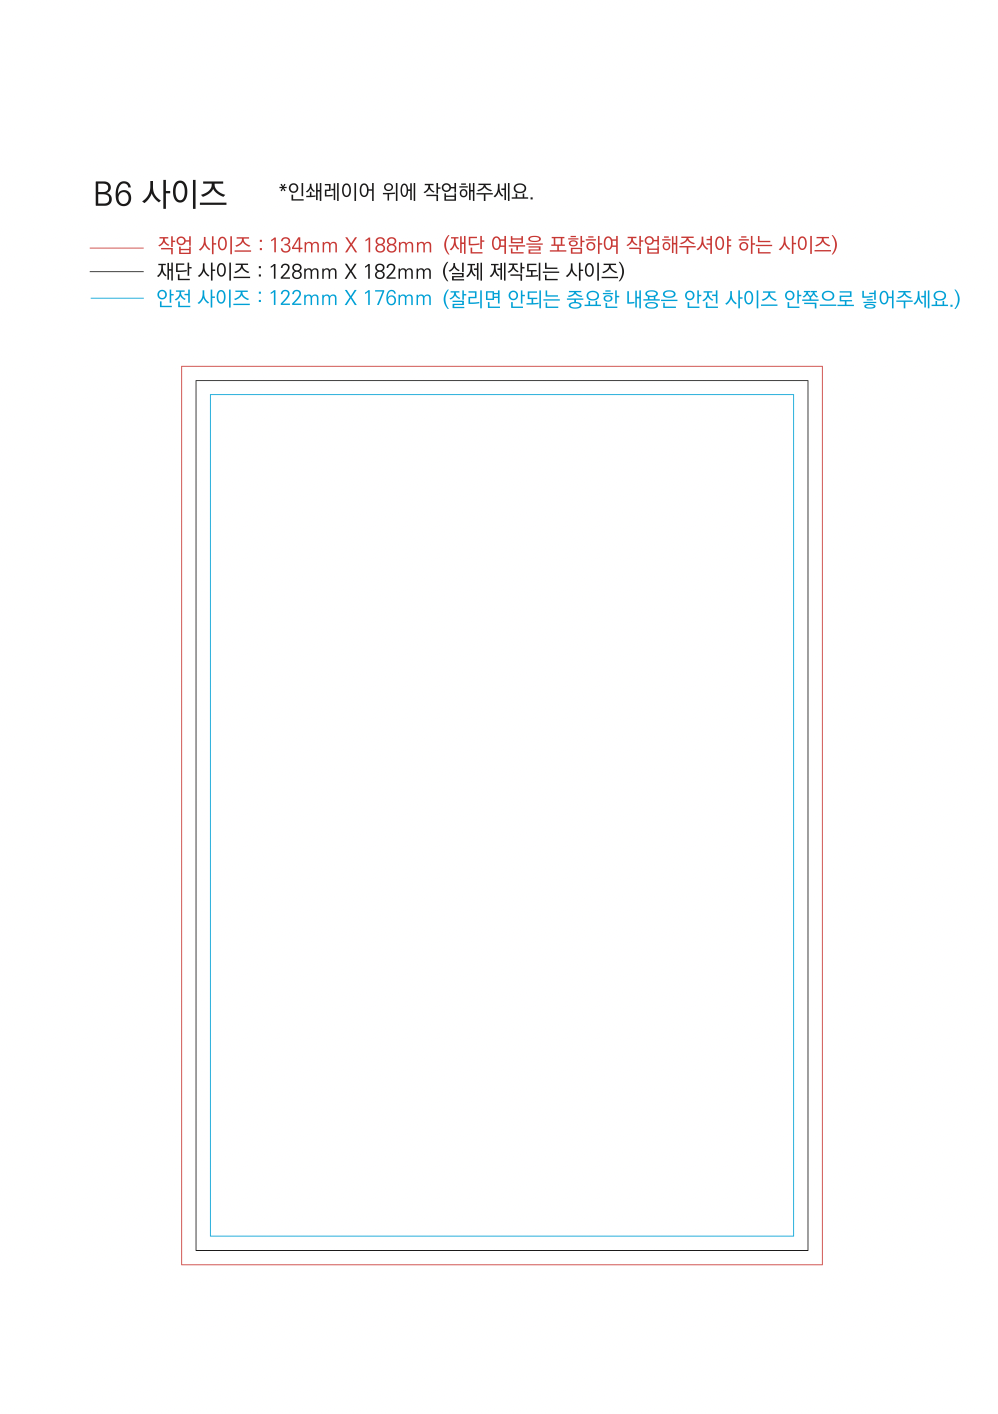 B6 사이즈 *인쇄레이어 위에 작업해주세요.
작업 사이즈 : 134mm X 188mm (재단 여분을 포함하여 작업해주셔야 하는 사이즈)
재단 사이즈 : 128mm X 182mm (실제 제작되는 사이즈)
안전 사이즈 : 122mm X 176mm (잘리면 안되는 중요한 내용은 안전 사이즈 안쪽으로 넣어주세요.)